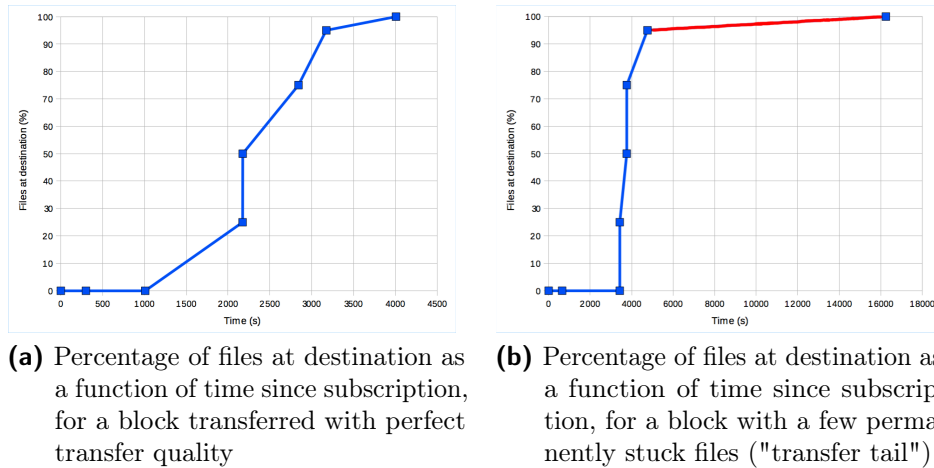 100
90
80
70
60
50
40
30
20
10
0
Files at destination (%)
0 500 1000 1500 2000 2500 3000 3500 4000 4500
Time (s)
100
90
80
70
60
50
40
30
20
10
0
Files at destination (%)
0 2000 4000 6000 8000 10000 12000 14000 16000 18000
Time (s)
(a) Percentage of files at destination as
a function of time since subscription,
for a block transferred with perfect
transfer quality
(b) Percentage of files at destination as
a function of time since subscrip
tion, for a block with a few perma
nently stuck files ("transfer tail")